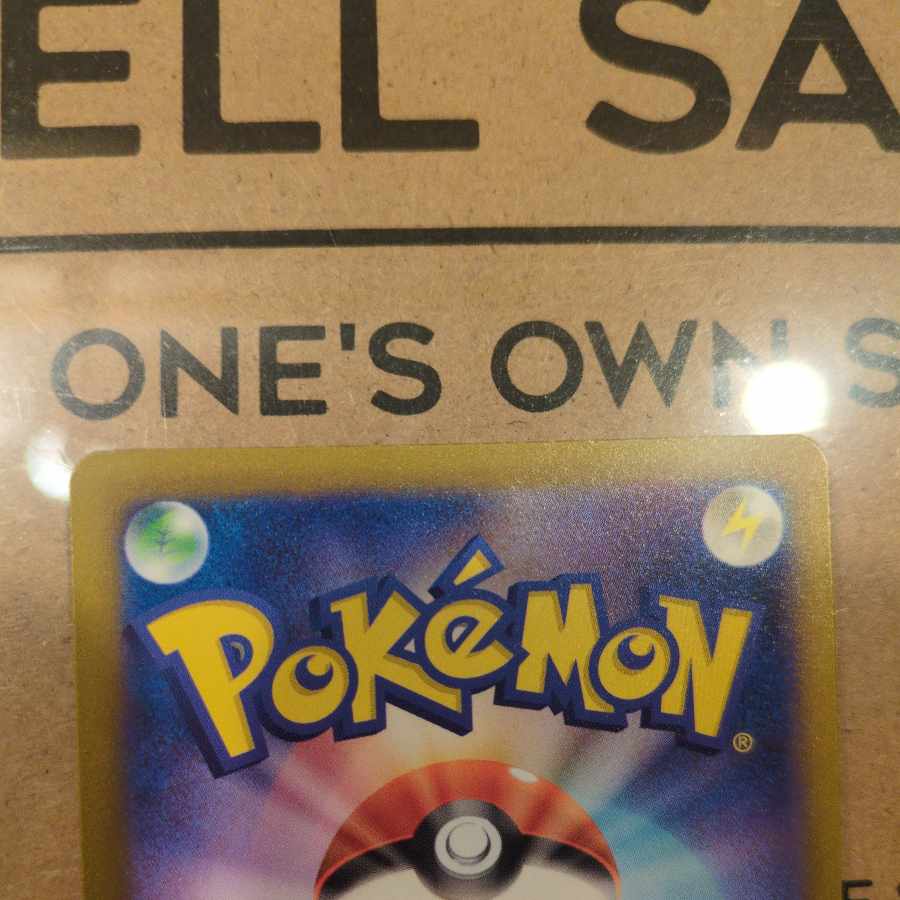 ELL SA
ONE'S OWN S
POKéMON
®